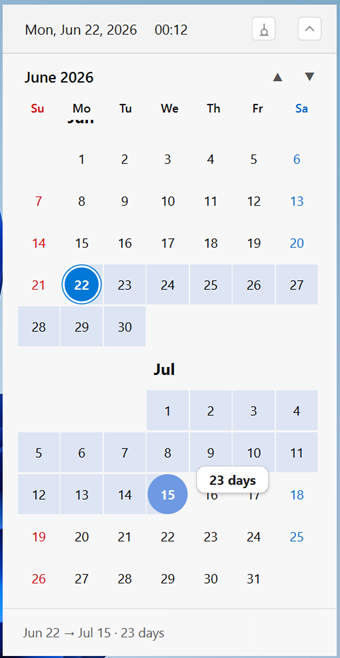 Mon, Jun 22, 2026 00:12
June 2026
Su Mo Tu We Th Fr Sa
Jun
1 2 3 4 5 6
7 8 9 10 11 12 13
14 15 16 17 18 19 20
21 22 23 24 25 26 27
28 29 30
Jul
1 2 3 4
5 6 7 8 9 10 11
23 days
12 13 14 15 16 17 18
19 20 21 22 23 24 25
26 27 28 29 30 31
Jun 22 → Jul 15 · 23 days